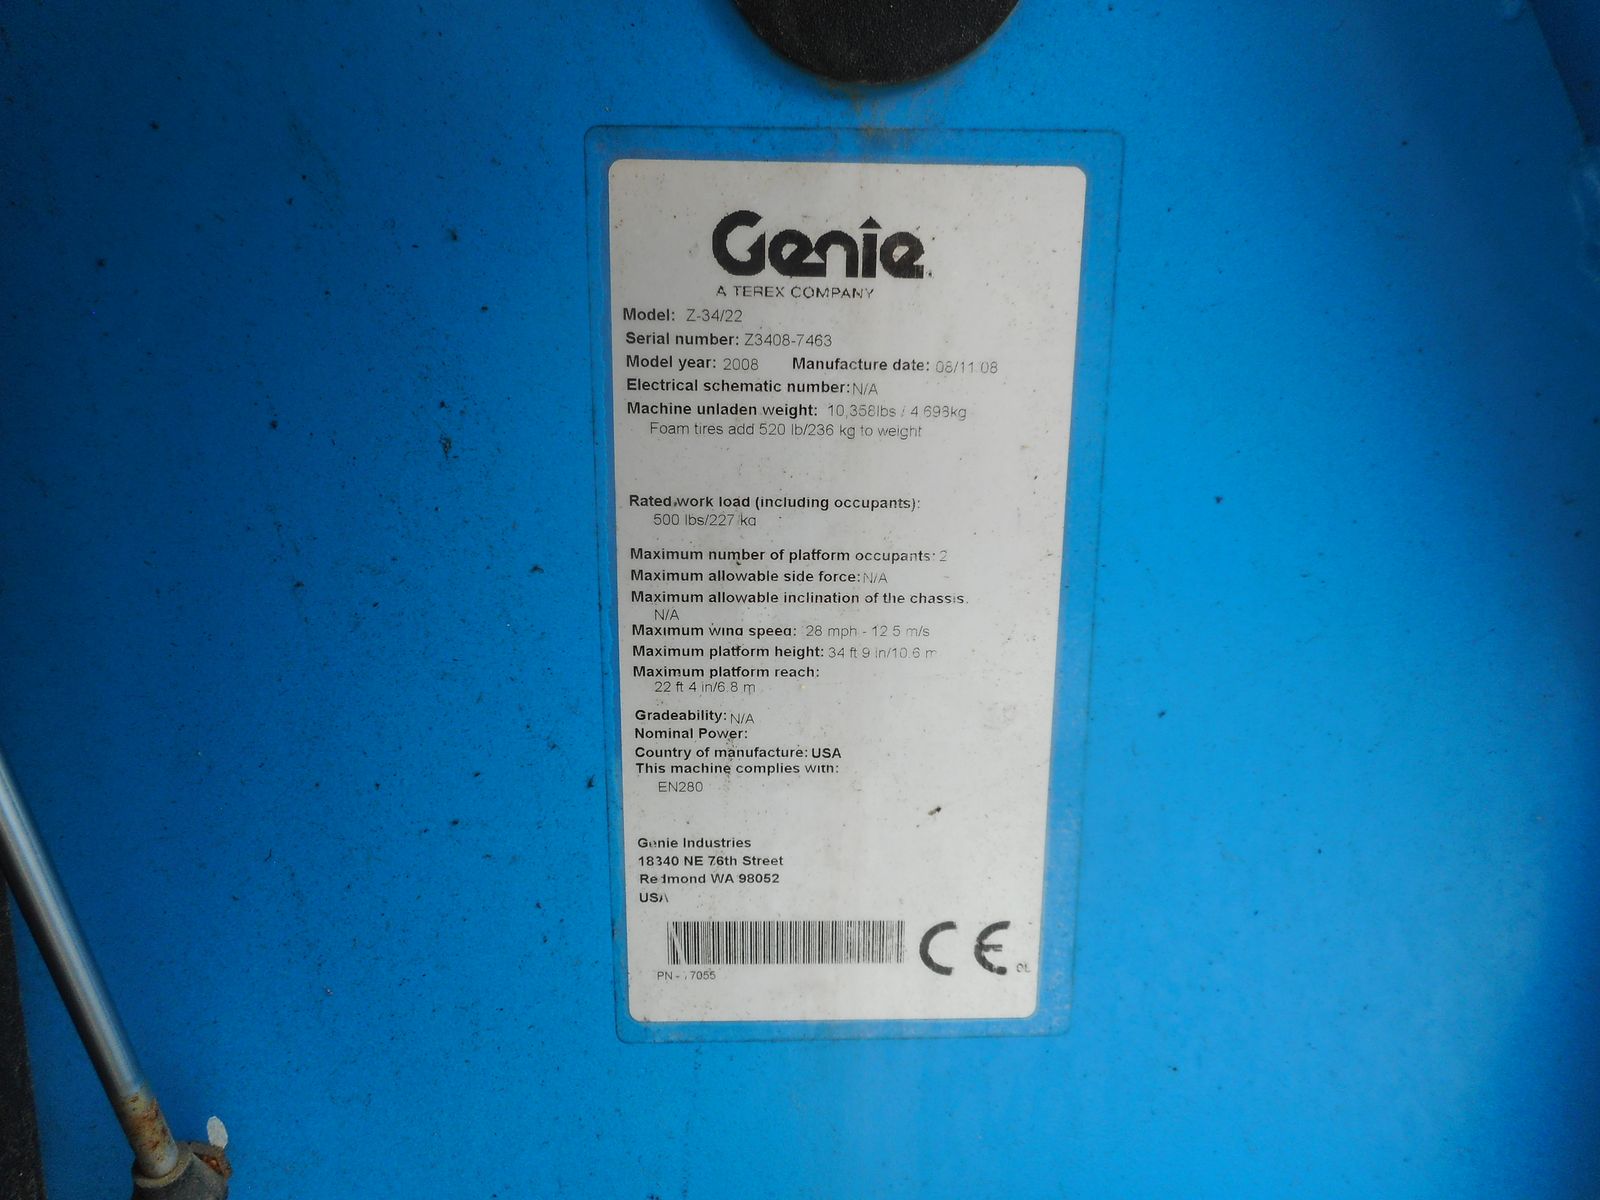 Genie
A TEREX COMPANY
Model: Z-34/22
Serial number: Z3408-7463
Model year: 2008 Manufacture date: 08/11/08
Electrical schematic number: N/A
Machine unladen weight: 10,358lbs / 4 698kg
Foam tires add 520 lb/236 kg to weight
Rated work load (including occupants):
500 lbs/227 kg
Maximum number of platform occupants: 2
Maximum allowable side force: N/A
Maximum allowable inclination of the chassis:
N/A
Maximum wind speed: 28 mph - 12.5 m/s
Maximum platform height: 34 ft 9 in/10.6 m
Maximum platform reach:
22 ft 4 in/6.8 m
Gradeability: N/A
Nominal Power:
Country of manufacture: USA
This machine complies with:
EN280
Genie Industries
18340 NE 76th Street
Redmond WA 98052
USA
CE
PN -